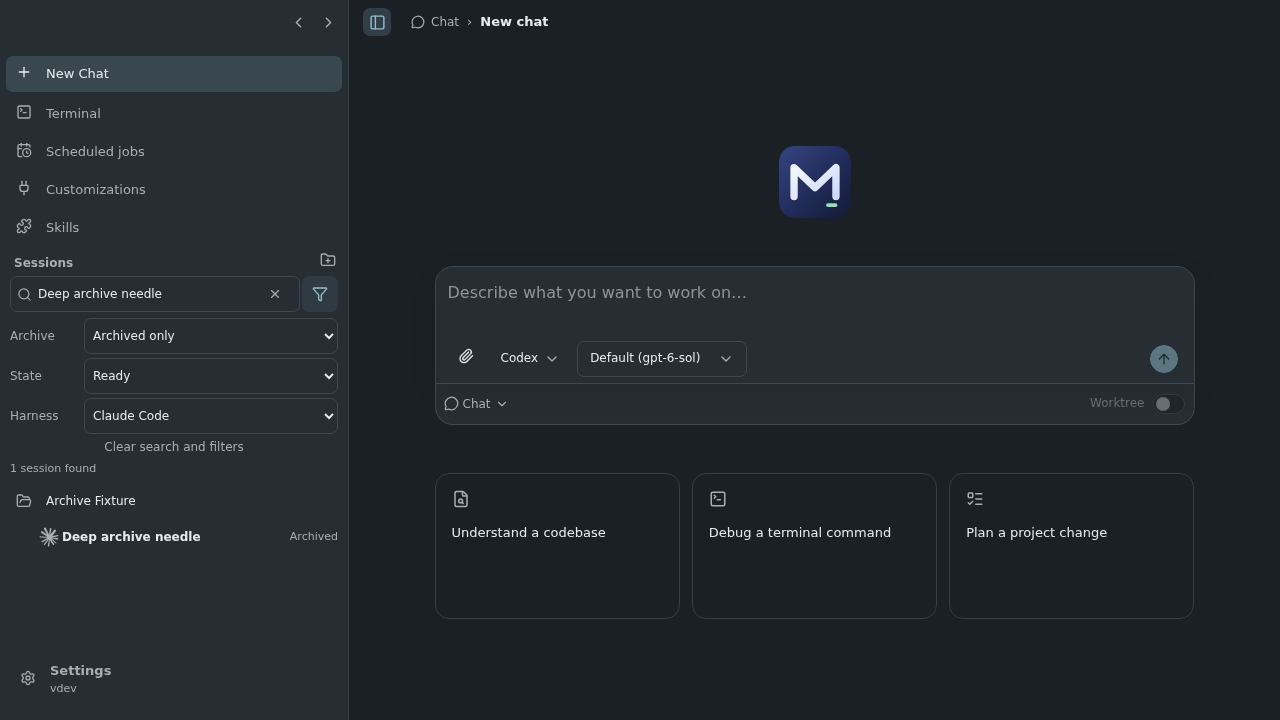 Chat › New chat
New Chat
Terminal
Scheduled jobs
Customizations
Skills
Sessions
Deep archive needle
Archive Archived only
State Ready
Harness Claude Code
Clear search and filters
1 session found
Archive Fixture
Deep archive needle Archived
Settings
vdev
M
Describe what you want to work on...
Codex Default (gpt-6-sol)
Chat Worktree
Understand a codebase
Debug a terminal command
Plan a project change